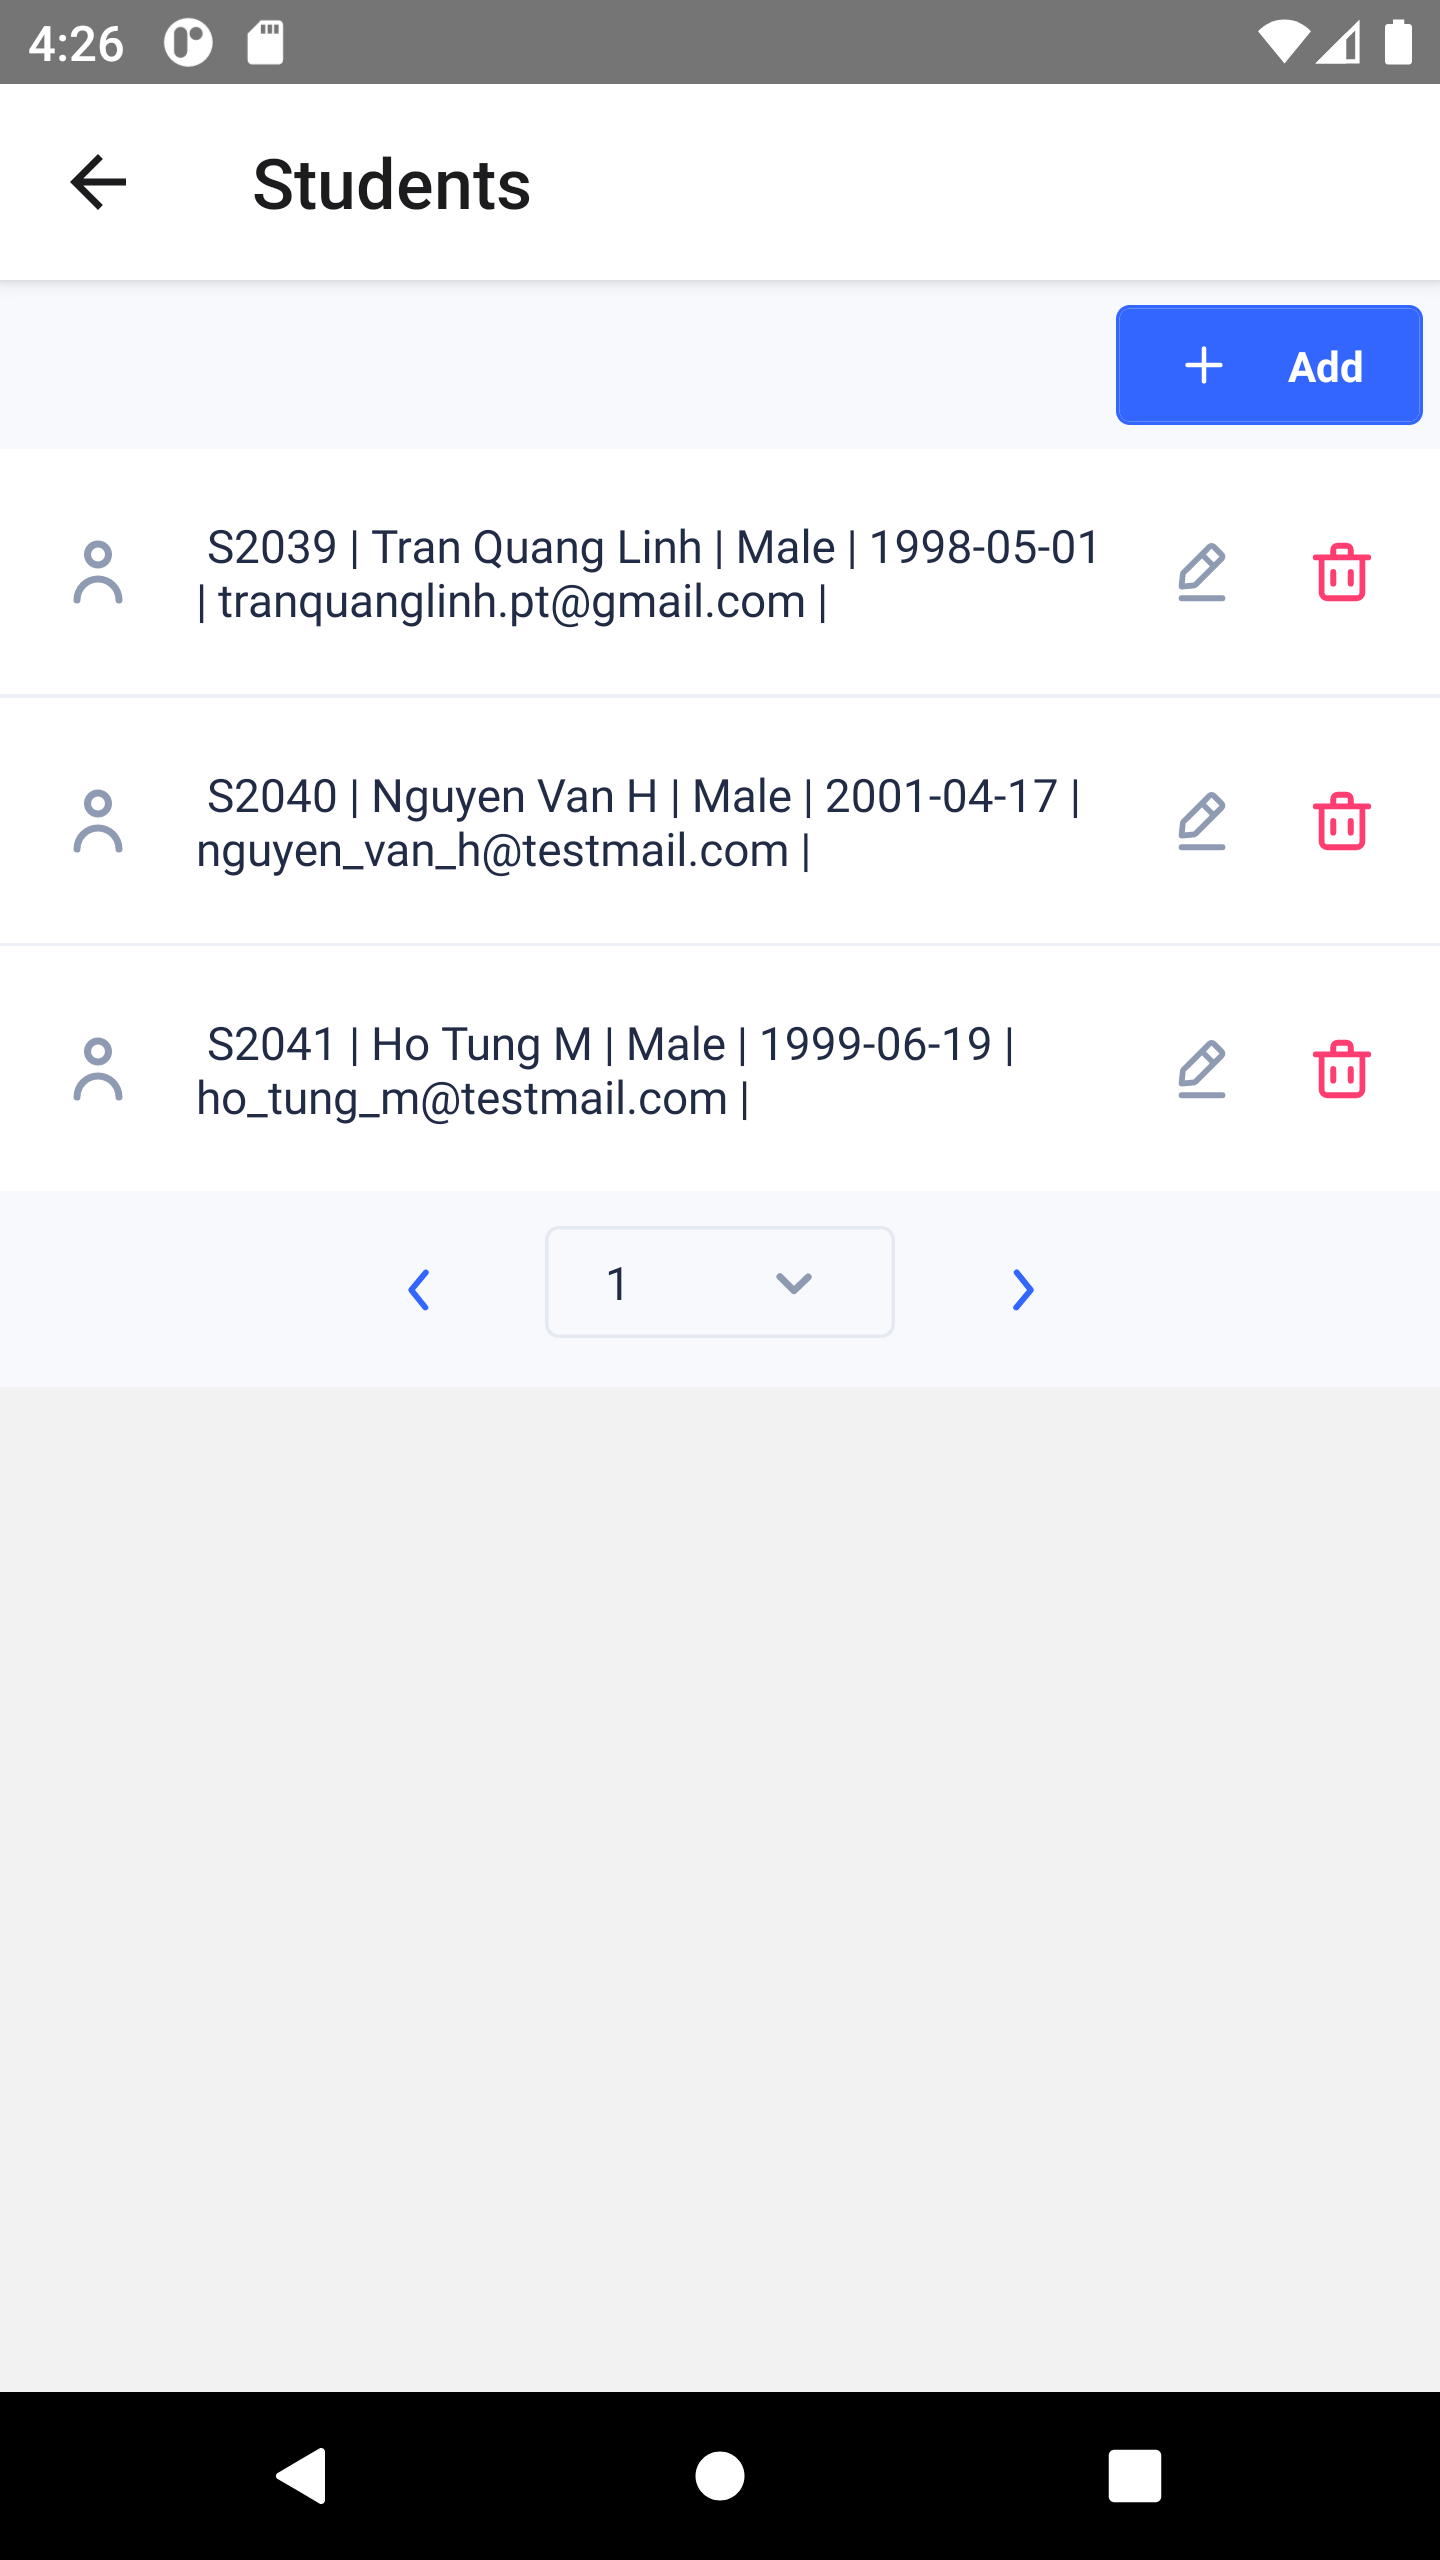 4:26
Students
Add
S2039 | Tran Quang Linh | Male | 1998-05-01
| tranquanglinh.pt@gmail.com |
S2040 | Nguyen Van H | Male | 2001-04-17 |
nguyen_van_h@testmail.com |
S2041 | Ho Tung M | Male | 1999-06-19 |
ho_tung_m@testmail.com |
1